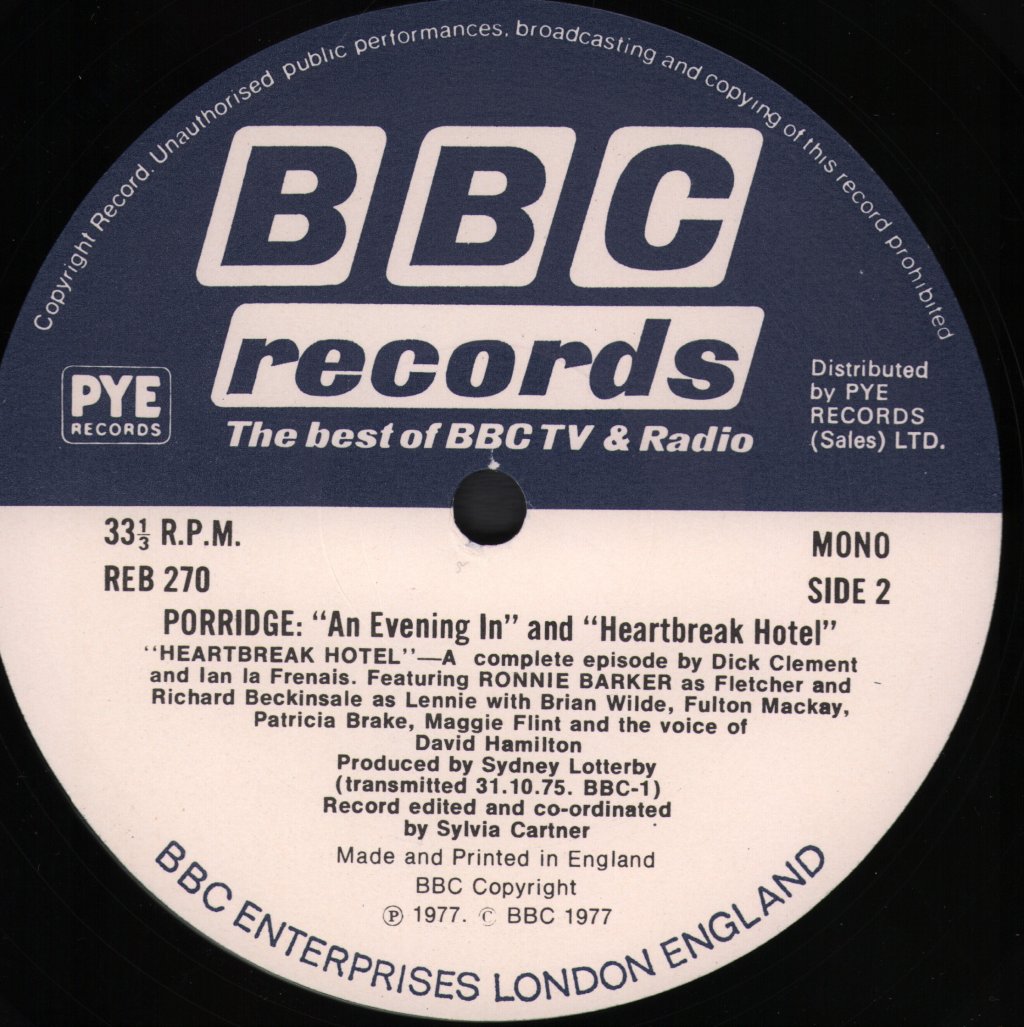 Copyright Record. Unauthorised public performances, broadcasting and copying of this record prohibited
BBC
records
The best of BBC TV & Radio
PYE
RECORDS
Distributed
by PYE
RECORDS
(Sales) LTD.
33⅓ R.P.M.
REB 270
MONO
SIDE 2
PORRIDGE: "An Evening In" and "Heartbreak Hotel"
"HEARTBREAK HOTEL"—A complete episode by Dick Clement
and Ian la Frenais. Featuring RONNIE BARKER as Fletcher and
Richard Beckinsale as Lennie with Brian Wilde, Fulton Mackay,
Patricia Brake, Maggie Flint and the voice of
David Hamilton
Produced by Sydney Lotterby
(transmitted 31.10.75. BBC-1)
Record edited and co-ordinated
by Sylvia Cartner
Made and Printed in England
BBC Copyright
℗ 1977. © BBC 1977
BBC ENTERPRISES LONDON ENGLAND